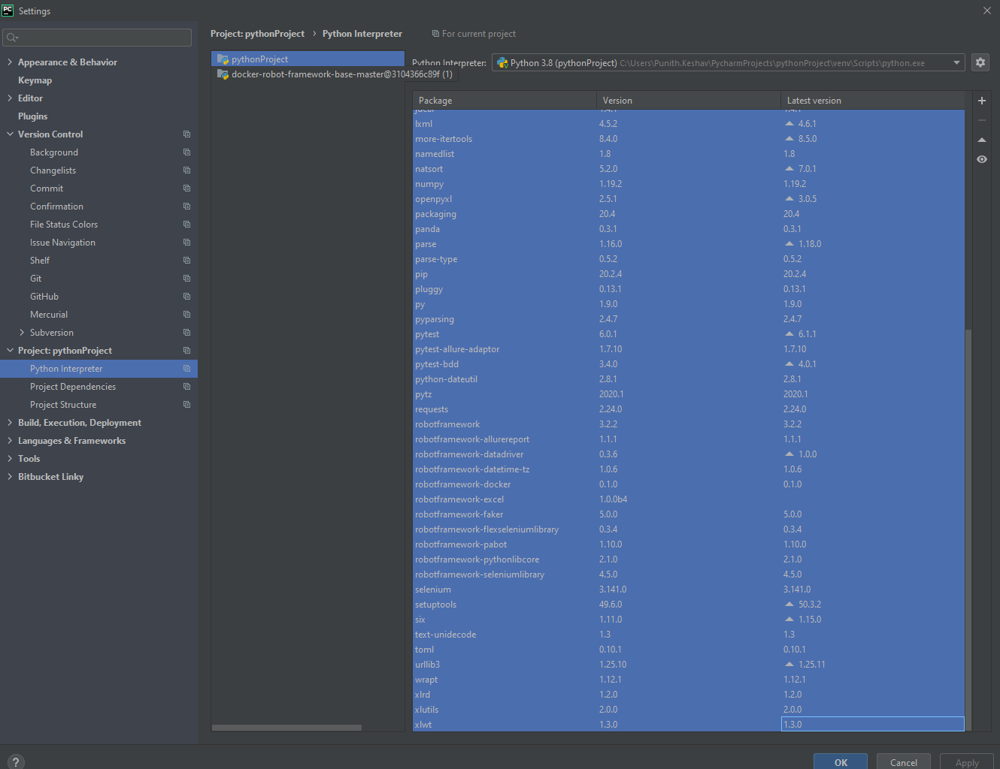 PC Settings
Project: pythonProject › Python Interpreter For current project
Appearance & Behavior
Keymap
Editor
Plugins
Version Control
Background
Changelists
Commit
Confirmation
File Status Colors
Issue Navigation
Shelf
Git
GitHub
Mercurial
Subversion
Project: pythonProject
Python Interpreter
Project Dependencies
Project Structure
Build, Execution, Deployment
Languages & Frameworks
Tools
Bitbucket Linky
pythonProject
docker-robot-framework-base-master@3104366c89f (1)
Python Interpreter: Python 3.8 (pythonProject) C:\Users\Punith.Keshav\PycharmProjects\pythonProject\venv\Scripts\python.exe
Package Version Latest version
lxml 4.5.2 4.6.1
more-itertools 8.4.0 8.5.0
namedlist 1.8 1.8
natsort 5.2.0 7.0.1
numpy 1.19.2 1.19.2
openpyxl 2.5.1 3.0.5
packaging 20.4 20.4
panda 0.3.1 0.3.1
parse 1.16.0 1.18.0
parse-type 0.5.2 0.5.2
pip 20.2.4 20.2.4
pluggy 0.13.1 0.13.1
py 1.9.0 1.9.0
pyparsing 2.4.7 2.4.7
pytest 6.0.1 6.1.1
pytest-allure-adaptor 1.7.10 1.7.10
pytest-bdd 3.4.0 4.0.1
python-dateutil 2.8.1 2.8.1
pytz 2020.1 2020.1
requests 2.24.0 2.24.0
robotframework 3.2.2 3.2.2
robotframework-allurereport 1.1.1 1.1.1
robotframework-datadriver 0.3.6 1.0.0
robotframework-datetime-tz 1.0.6 1.0.6
robotframework-docker 0.1.0 0.1.0
robotframework-excel 1.0.0b4
robotframework-faker 5.0.0 5.0.0
robotframework-flexseleniumlibrary 0.3.4 0.3.4
robotframework-pabot 1.10.0 1.10.0
robotframework-pythonlibcore 2.1.0 2.1.0
robotframework-seleniumlibrary 4.5.0 4.5.0
selenium 3.141.0 3.141.0
setuptools 49.6.0 50.3.2
six 1.11.0 1.15.0
text-unidecode 1.3 1.3
toml 0.10.1 0.10.1
urllib3 1.25.10 1.25.11
wrapt 1.12.1 1.12.1
xlrd 1.2.0 1.2.0
xlutils 2.0.0 2.0.0
xlwt 1.3.0 1.3.0
? OK Cancel Apply